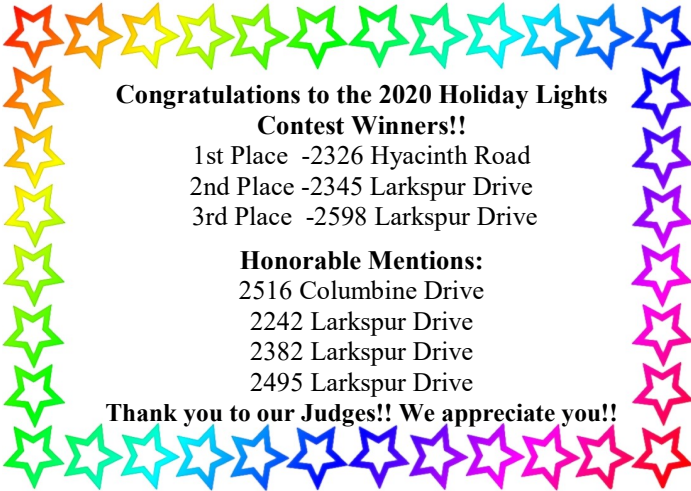 Congratulations to the 2020 Holiday Lights
Contest Winners!!
1st Place  -2326 Hyacinth Road
2nd Place -2345 Larkspur Drive
3rd Place  -2598 Larkspur Drive
Honorable Mentions:
2516 Columbine Drive
2242 Larkspur Drive
2382 Larkspur Drive
2495 Larkspur Drive
Thank you to our Judges!! We appreciate you!!